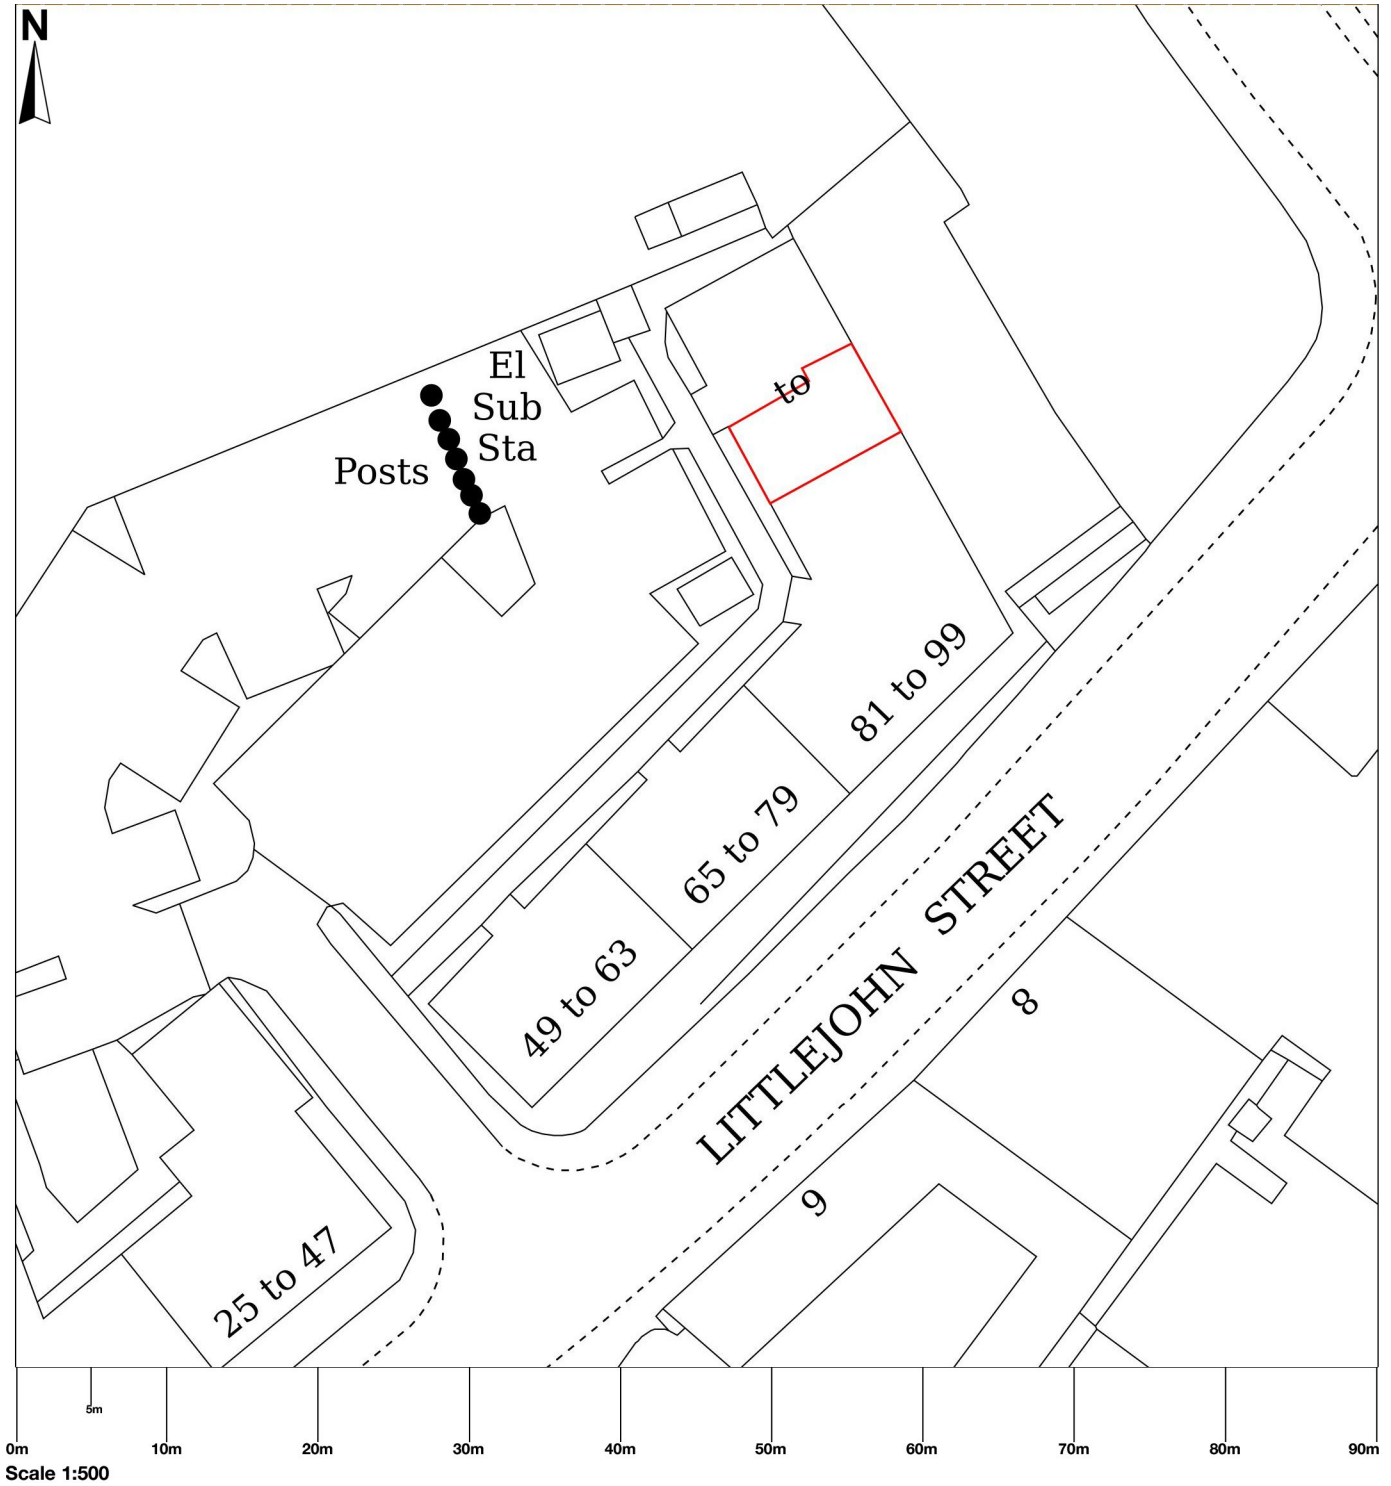 N
El
Sub
Sta
Posts
to
81 to 99
65 to 79
49 to 63
LITTLEJOHN STREET
8
9
25 to 47
5m
0m 10m 20m 30m 40m 50m 60m 70m 80m 90m
Scale 1:500